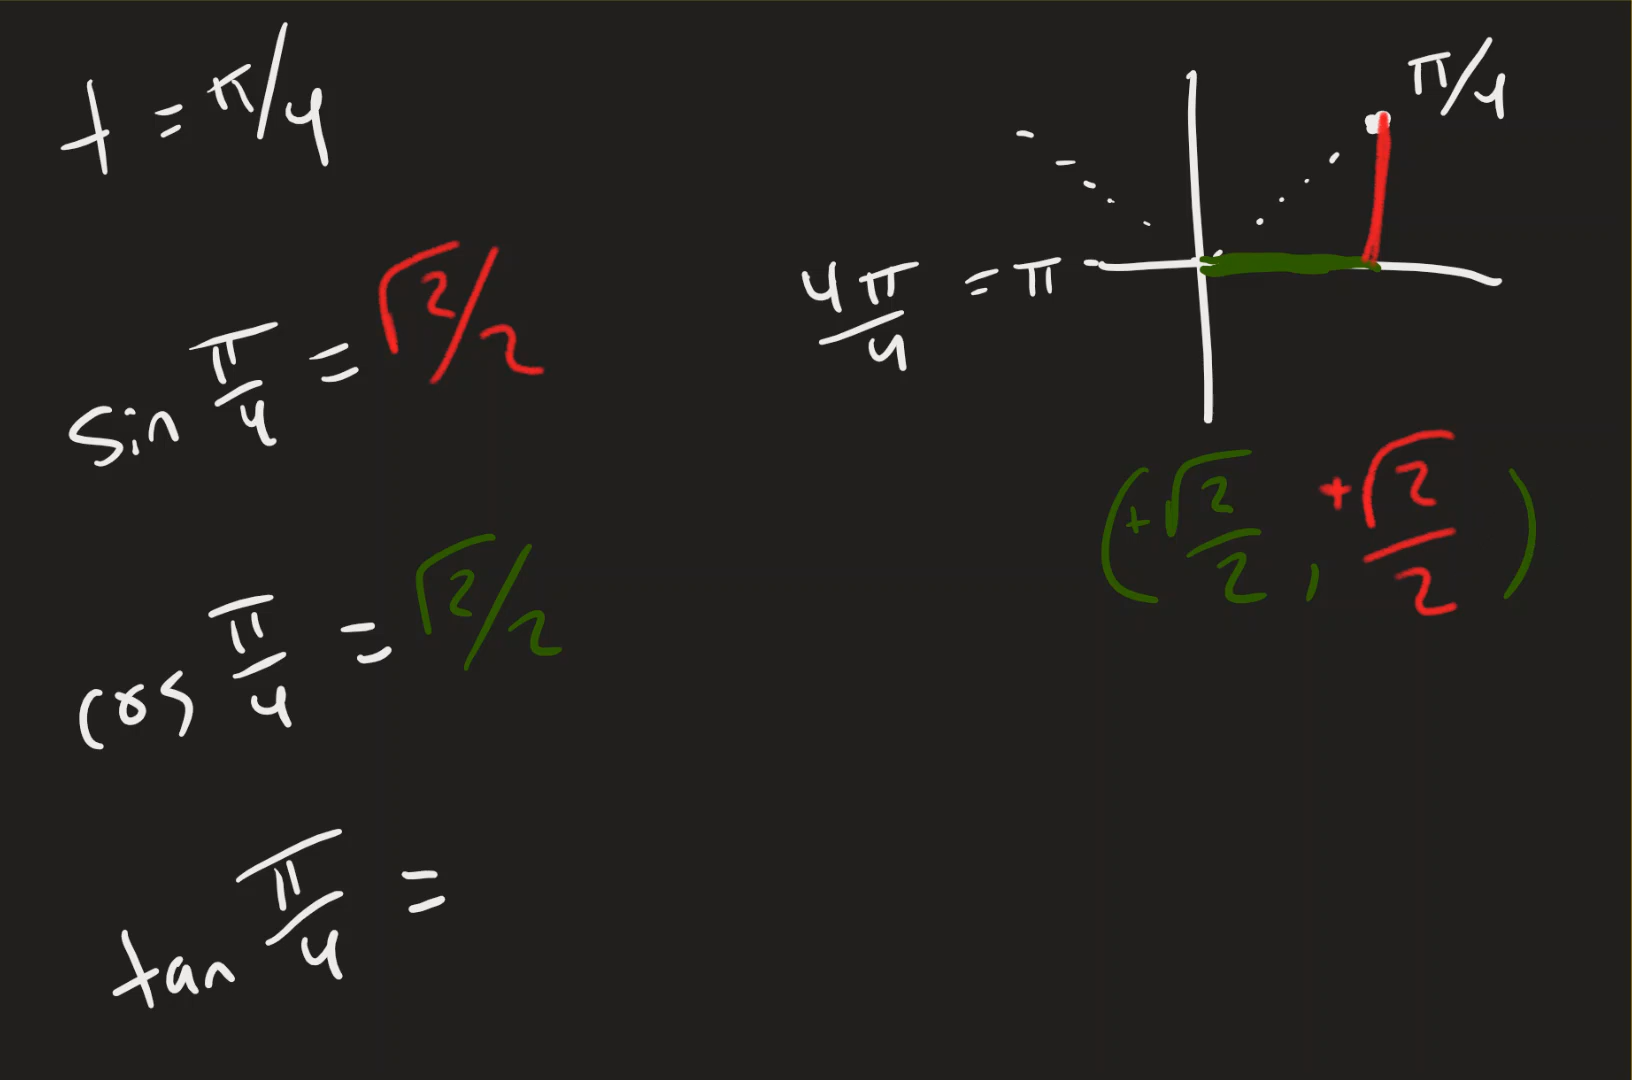 t = π/4
π/4
sin π/4 = √2/2
4π/4 = π
(+√2/2, +√2/2)
cos π/4 = √2/2
tan π/4 =